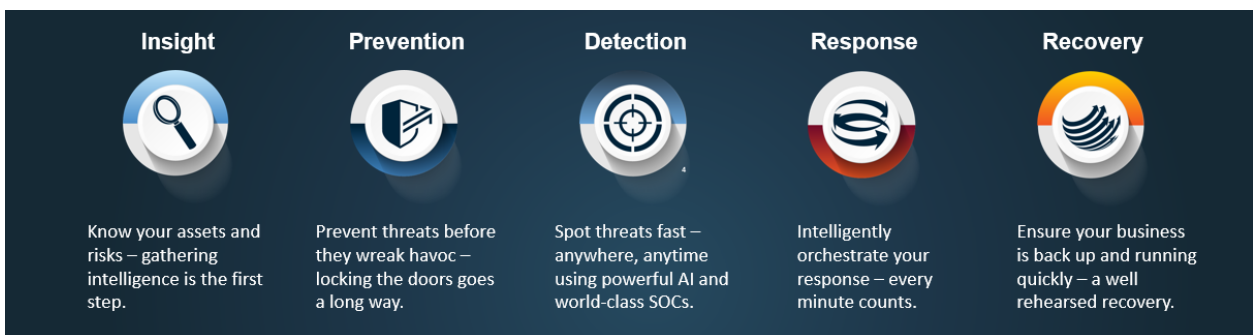 Insight
Know your assets and
risks – gathering
intelligence is the first
step.
Prevention
Prevent threats before
they wreak havoc –
locking the doors goes
a long way.
Detection
4
Spot threats fast –
anywhere, anytime
using powerful AI and
world-class SOCs.
Response
Intelligently
orchestrate your
response – every
minute counts.
Recovery
Ensure your business
is back up and running
quickly – a well
rehearsed recovery.